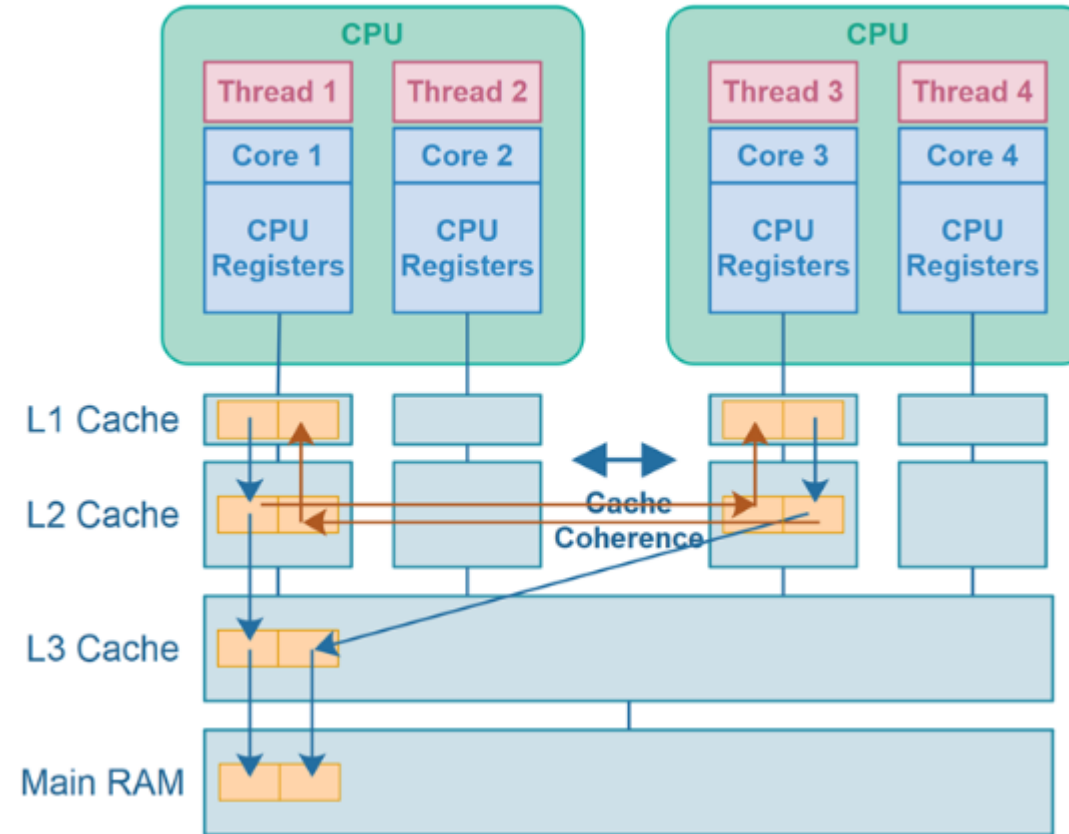 CPU
CPU
Thread 1
Thread 2
Thread 3
Thread 4
Core 1
Core 2
Core 3
Core 4
CPU
Registers
CPU
Registers
CPU
Registers
CPU
Registers
L1 Cache
L2 Cache
Cache
Coherence
L3 Cache
Main RAM